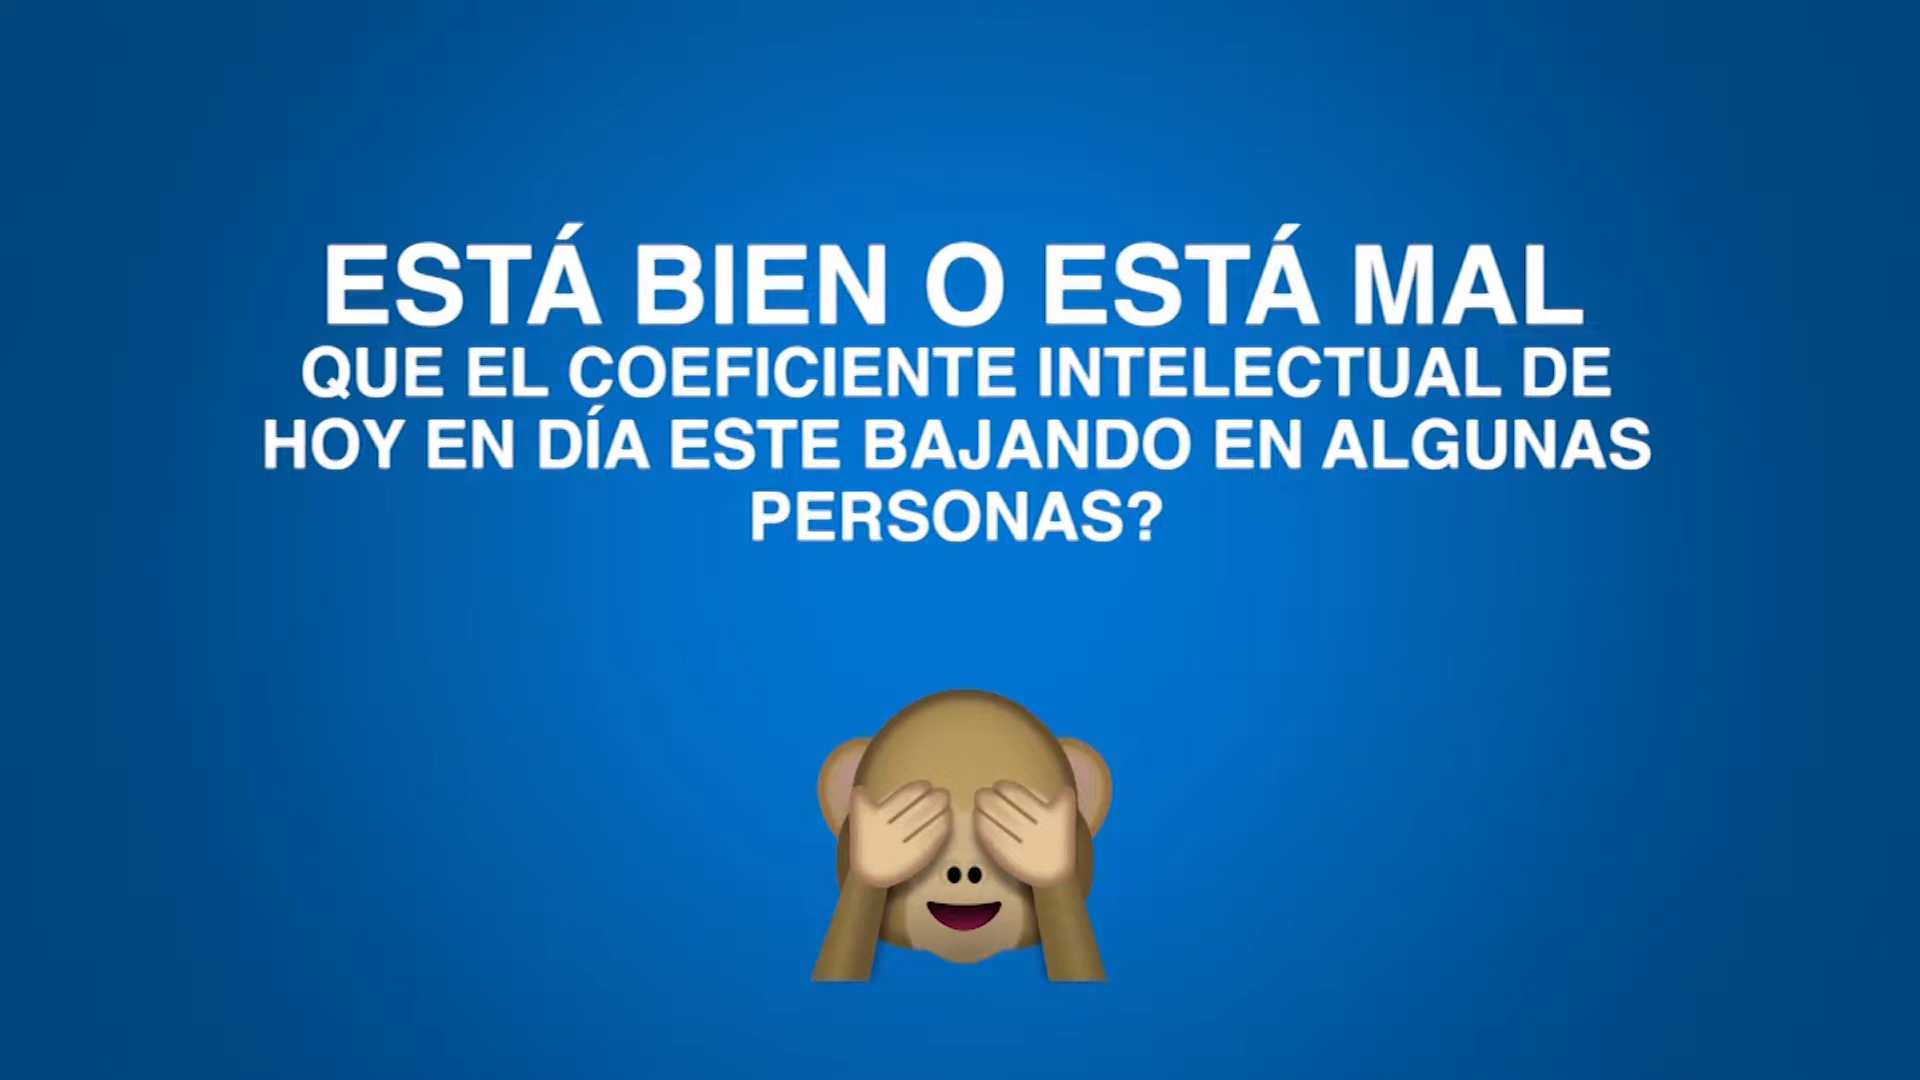 ESTÁ BIEN O ESTÁ MAL
QUE EL COEFICIENTE INTELECTUAL DE
HOY EN DÍA ESTE BAJANDO EN ALGUNAS
PERSONAS?